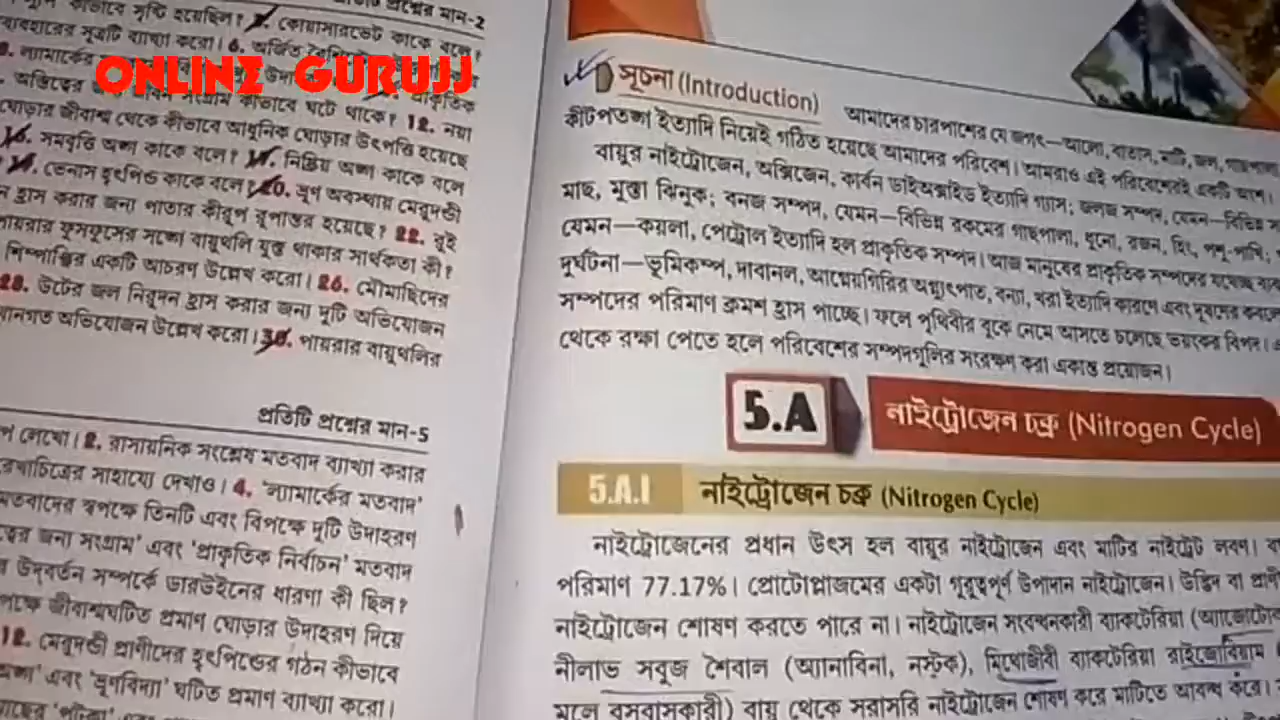 ONLINE GURUJJ
প্রতিটি প্রশ্নের মান-2
কীভাবে সৃষ্টি হয়েছিল? 5. কোয়াসারভেট কাকে বলে?
ব্যবহারের সূত্রটি ব্যাখ্যা করো। 6. অর্জিত
ল্যামার্কের
অস্তিত্বের জন্য সংগ্রাম কীভাবে ঘটে থাকে? 12. নয়া
ঘোড়ার জীবাশ্ম থেকে কীভাবে আধুনিক ঘোড়ার উৎপত্তি হয়েছে
সমবৃত্তি অঙ্গ কাকে বলে? 17. নিষ্ক্রিয় অঙ্গ কাকে বলে
ভেনাস হৃৎপিন্ড কাকে বলে? 20. ভ্রূণ অবস্থায় মেরুদণ্ডী
ন হ্রাস করার জন্য পাতার কীরূপ রূপান্তর হয়েছে? 22. রুই
পায়রার ফুসফুসের সঙ্গে বায়ুথলি যুক্ত থাকার সার্থকতা কী?
শিম্পাঞ্জির একটি আচরণ উল্লেখ করো। 26. মৌমাছিদের
28. উটের জল নিরুদন হ্রাস করার জন্য দুটি অভিযোজন
অভিযোজন উল্লেখ করো। 30. পায়রার বায়ুথলির
প্রতিটি প্রশ্নের মান-5
লেখো। 2. রাসায়নিক সংশ্লেষ মতবাদ ব্যাখ্যা করার
রেখাচিত্রের সাহায্যে দেখাও। 4. 'ল্যামার্কের মতবাদ'
মতবাদের স্বপক্ষে তিনটি এবং বিপক্ষে দুটি উদাহরণ
জন্য সংগ্রাম' এবং 'প্রাকৃতিক নির্বাচন' মতবাদ
উদ্‌বর্তন সম্পর্কে ডারউইনের ধারণা কী ছিল?
পক্ষে জীবাশ্মঘটিত প্রমাণ ঘোড়ার উদাহরণ দিয়ে
12. মেরুদণ্ডী প্রাণীদের হৃৎপিণ্ডের গঠন কীভাবে
অঙ্গ' এবং 'ভ্রূণবিদ্যা' ঘটিত প্রমাণ ব্যাখ্যা করো।
সূচনা (Introduction) আমাদের চারপাশের যে জগৎ—আলো, বাতাস, মাটি, জল, গাছপালা
কীটপতঙ্গ ইত্যাদি নিয়েই গঠিত হয়েছে আমাদের পরিবেশ। আমরাও এই পরিবেশেরই একটি অংশ।
বায়ুর নাইট্রোজেন, অক্সিজেন, কার্বন ডাইঅক্সাইড ইত্যাদি গ্যাস; জলজ সম্পদ, যেমন—বিভিন্ন
মাছ, মুক্তা ঝিনুক; বনজ সম্পদ, যেমন—বিভিন্ন রকমের গাছপালা, ধুনো, রজন, হিং, পশু-পাখি;
যেমন—কয়লা, পেট্রোল ইত্যাদি হল প্রাকৃতিক সম্পদ। আজ মানুষের প্রাকৃতিক সম্পদের যথেচ্ছ
দুর্ঘটনা—ভূমিকম্প, দাবানল, আগ্নেয়গিরির অগ্ন্যুৎপাত, বন্যা, খরা ইত্যাদি কারণে এবং দূষণের কবলে
সম্পদের পরিমাণ ক্রমশ হ্রাস পাচ্ছে। ফলে পৃথিবীর বুকে নেমে আসতে চলেছে ভয়ংকর বিপদ।
থেকে রক্ষা পেতে হলে পরিবেশের সম্পদগুলির সংরক্ষণ করা একান্ত প্রয়োজন।
5.A নাইট্রোজেন চক্র (Nitrogen Cycle)
5.A.I নাইট্রোজেন চক্র (Nitrogen Cycle)
নাইট্রোজেনের প্রধান উৎস হল বায়ুর নাইট্রোজেন এবং মাটির নাইট্রেট লবণ।
পরিমাণ 77.17%। প্রোটোপ্লাজমের একটা গুরুত্বপূর্ণ উপাদান নাইট্রোজেন। উদ্ভিদ বা প্রাণী
নাইট্রোজেন শোষণ করতে পারে না। নাইট্রোজেন সংবন্ধনকারী ব্যাকটেরিয়া (অ্যাজোটো
নীলাভ সবুজ শৈবাল (অ্যানাবিনা, নস্টক), মিথোজীবী ব্যাকটেরিয়া রাইজোবিয়াম
মূলে বসবাসকারী) বায়ু থেকে সরাসরি নাইট্রোজেন শোষণ করে মাটিতে আবদ্ধ করে।